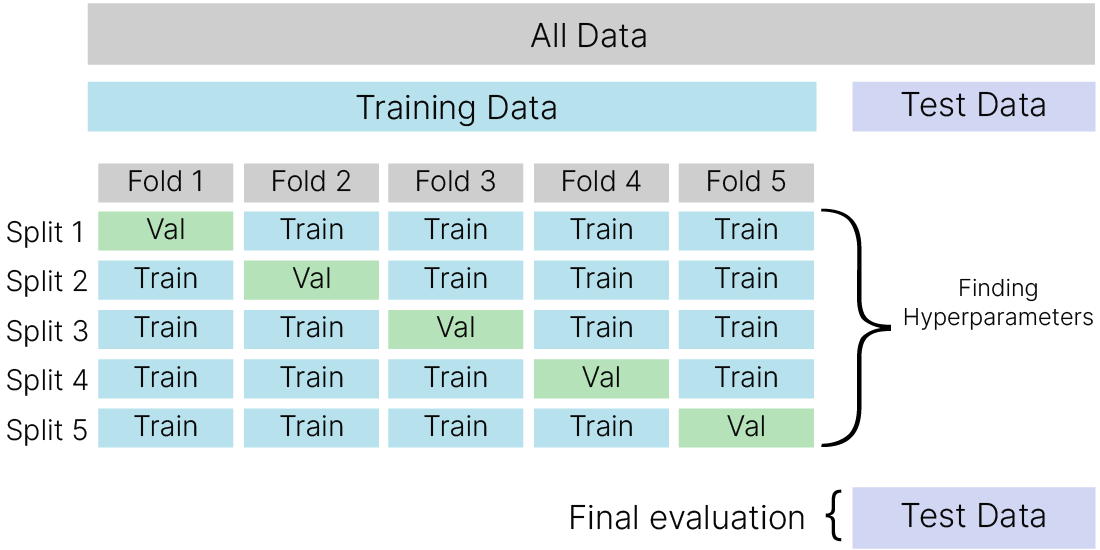 All Data
Training Data Test Data
Fold 1 Fold 2 Fold 3 Fold 4 Fold 5
Split 1 Val Train Train Train Train
Split 2 Train Val Train Train Train
Split 3 Train Train Val Train Train
Split 4 Train Train Train Val Train
Split 5 Train Train Train Train Val
Finding
Hyperparameters
Final evaluation Test Data